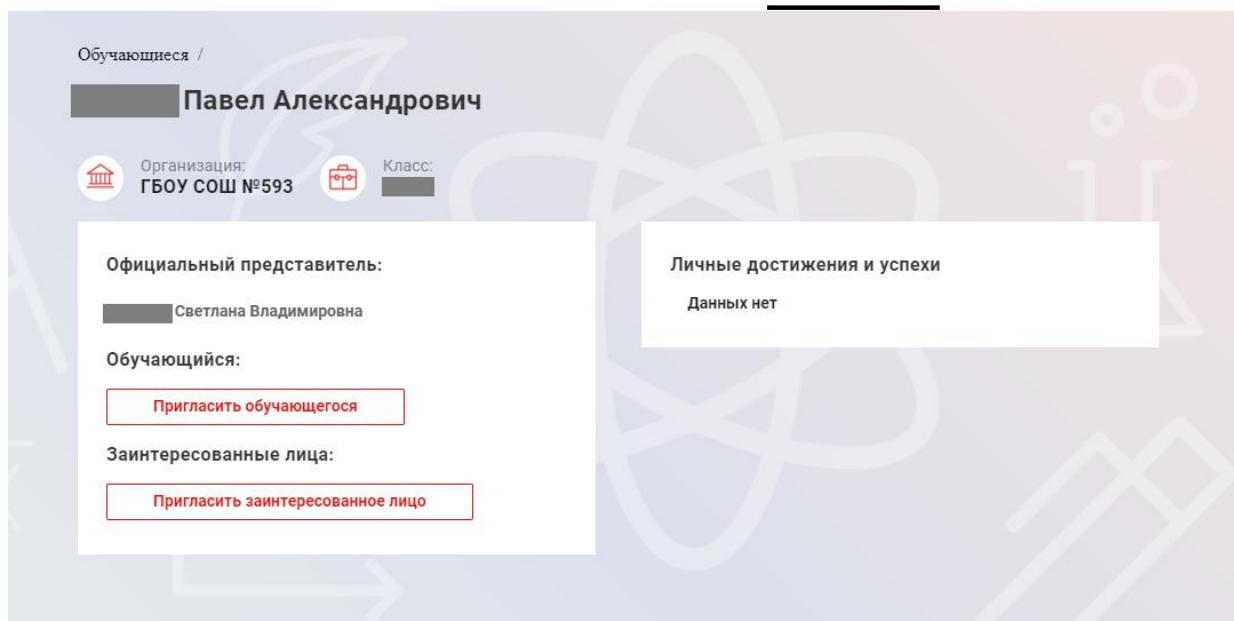 Обучающиеся /
Павел Александрович
Организация:
ГБОУ СОШ №593
Класс:
Официальный представитель:
Светлана Владимировна
Обучающийся:
Пригласить обучающегося
Заинтересованные лица:
Пригласить заинтересованное лицо
Личные достижения и успехи
Данных нет